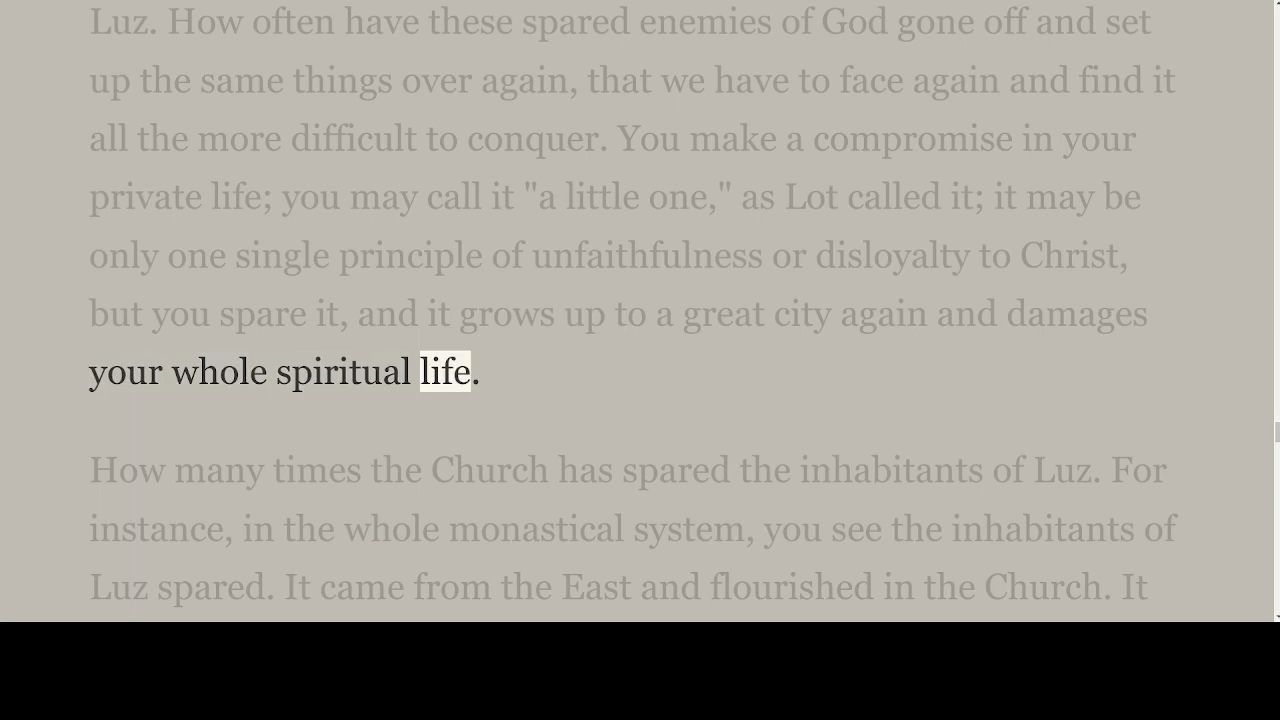 Luz. How often have these spared enemies of God gone off and set
up the same things over again, that we have to face again and find it
all the more difficult to conquer. You make a compromise in your
private life; you may call it "a little one," as Lot called it; it may be
only one single principle of unfaithfulness or disloyalty to Christ,
but you spare it, and it grows up to a great city again and damages
your whole spiritual life.
How many times the Church has spared the inhabitants of Luz. For
instance, in the whole monastical system, you see the inhabitants of
Luz spared. It came from the East and flourished in the Church. It